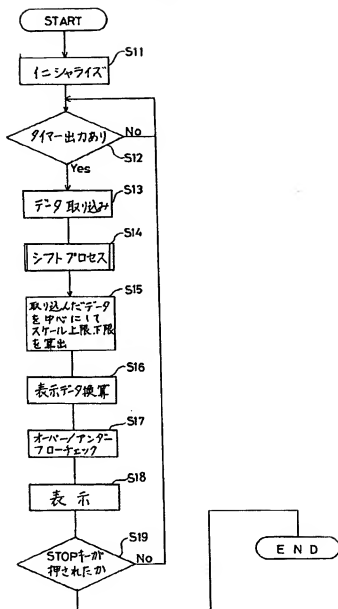 START
S11
イニシャライズ
タイマー出力あり
No
S12
Yes
S13
データ取り込み
S14
シフトプロセス
S15
取り込んだデータ
を中心にして
スケール上限,下限
を算出
S16
表示データ換算
S17
オーバー/アンダー
フローチェック
S18
表示
S19
STOPキーが
押されたか
No
END